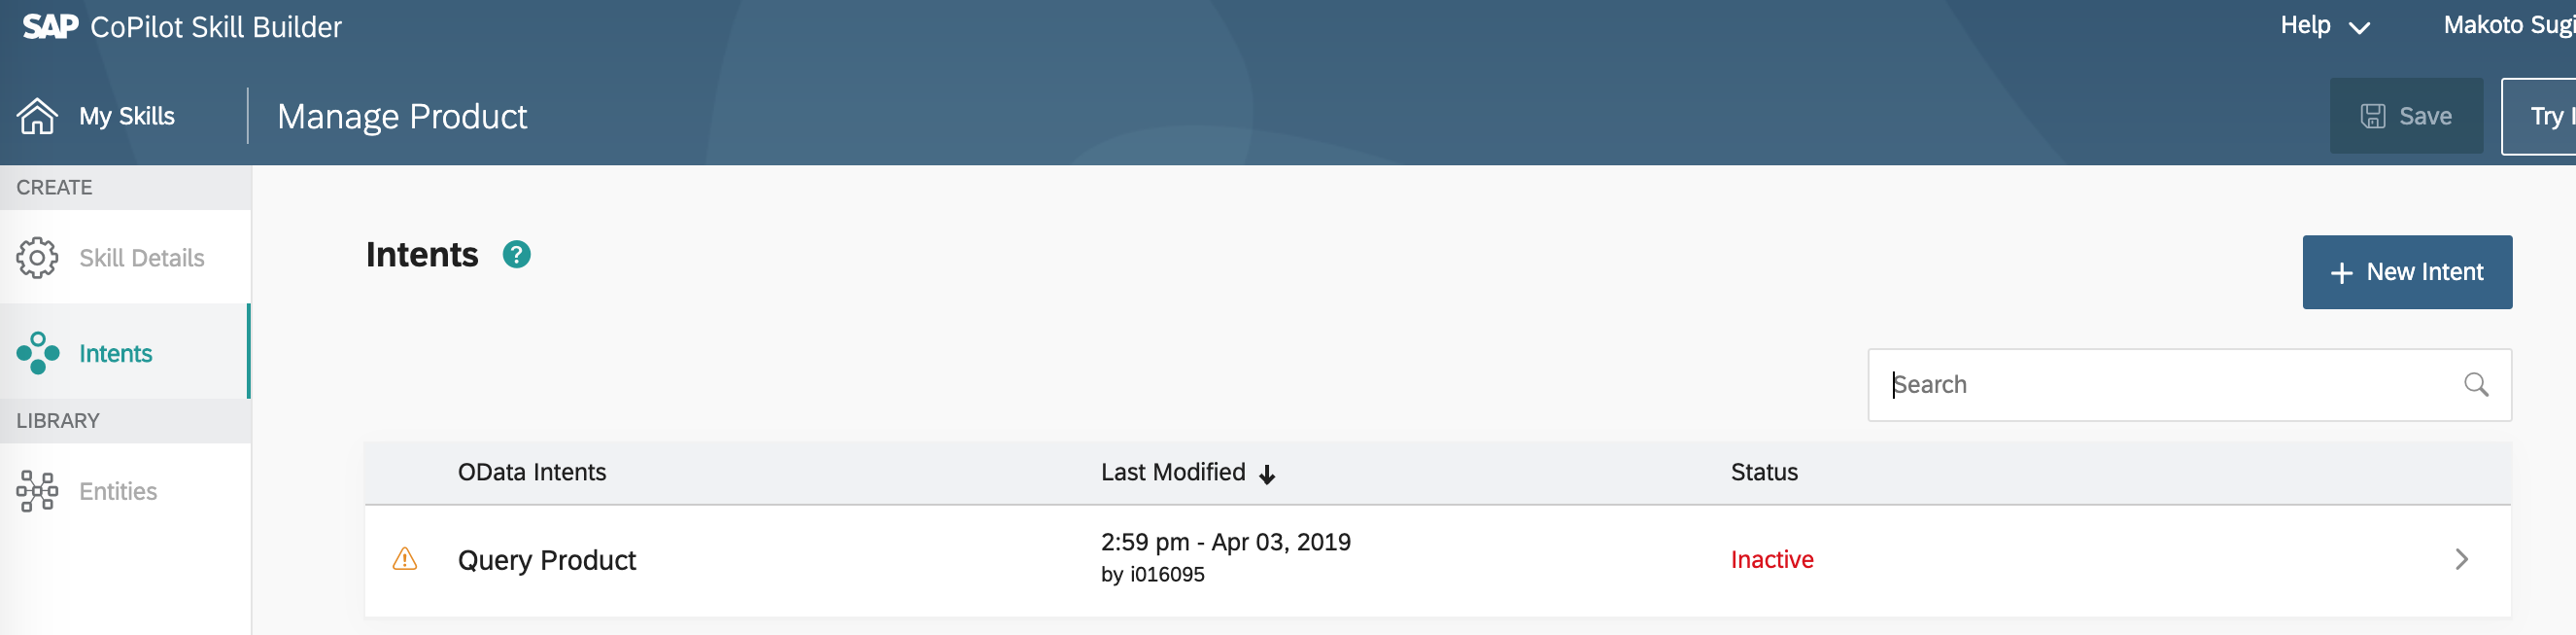 SAP CoPilot Skill Builder
Help
Makoto
My Skills
Manage Product
Save
Try
CREATE
Skill Details
Intents
LIBRARY
Entities
Intents ?
+ New Intent
Search
OData Intents Last Modified ↓ Status
Query Product
2:59 pm - Apr 03, 2019
by i016095
Inactive